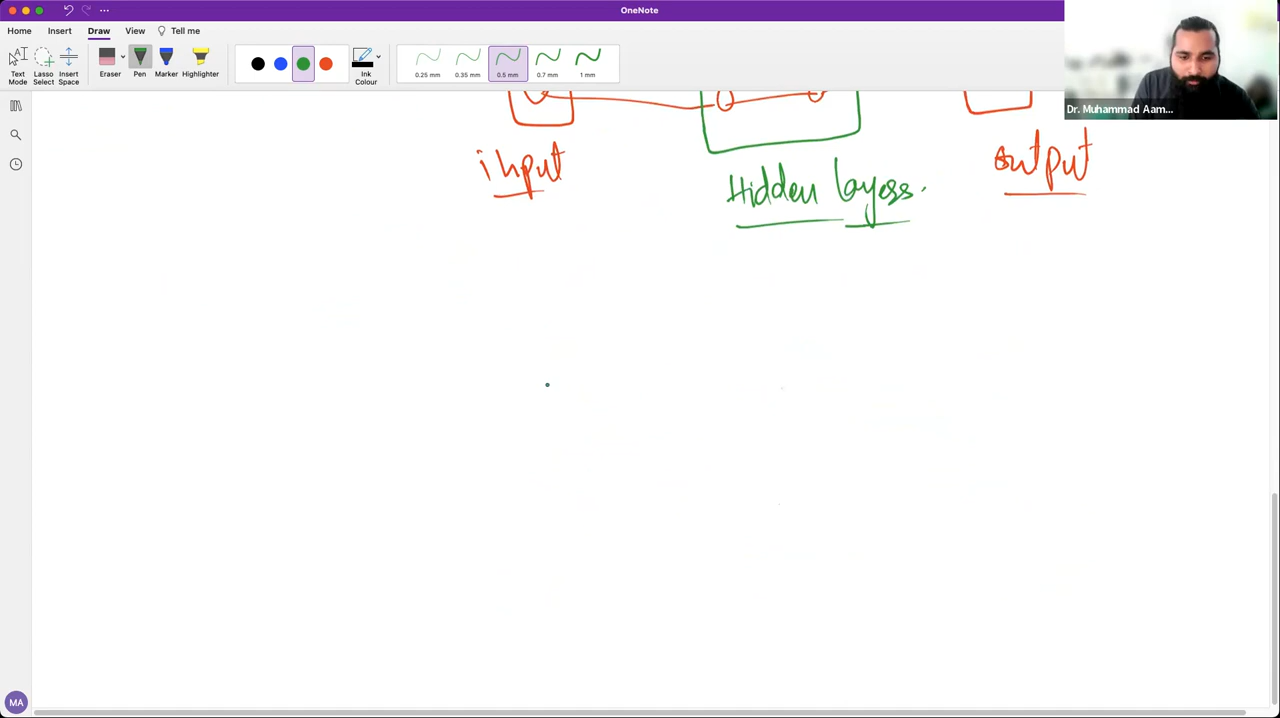 OneNote
Home Insert Draw View Tell me
Text Mode
Lasso Select
Insert Space
Eraser
Pen
Marker
Highlighter
Ink Colour
0.25 mm
0.35 mm
0.5 mm
0.7 mm
1 mm
Dr. Muhammad Aam...
input
Hidden layers.
output
MA